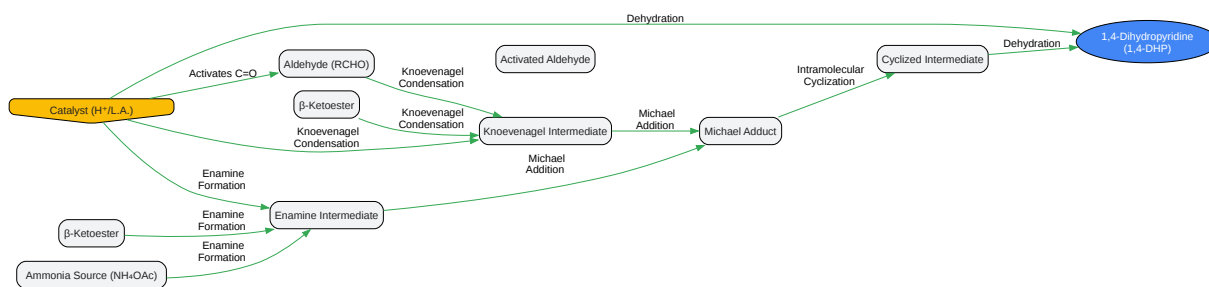 Dehydration
1,4-Dihydropyridine
(1,4-DHP)
Dehydration
Activated Aldehyde
Cyclized Intermediate
Aldehyde (RCHO)
Activates C=O
Knoevenagel
Condensation
Intramolecular
Cyclization
β-Ketoester
Catalyst (H⁺/L.A.)
Knoevenagel
Condensation
Michael
Addition
Knoevenagel
Condensation
Knoevenagel Intermediate
Michael Adduct
Michael
Addition
Enamine
Formation
Enamine Intermediate
Enamine
Formation
β-Ketoester
Enamine
Formation
Ammonia Source (NH₄OAc)